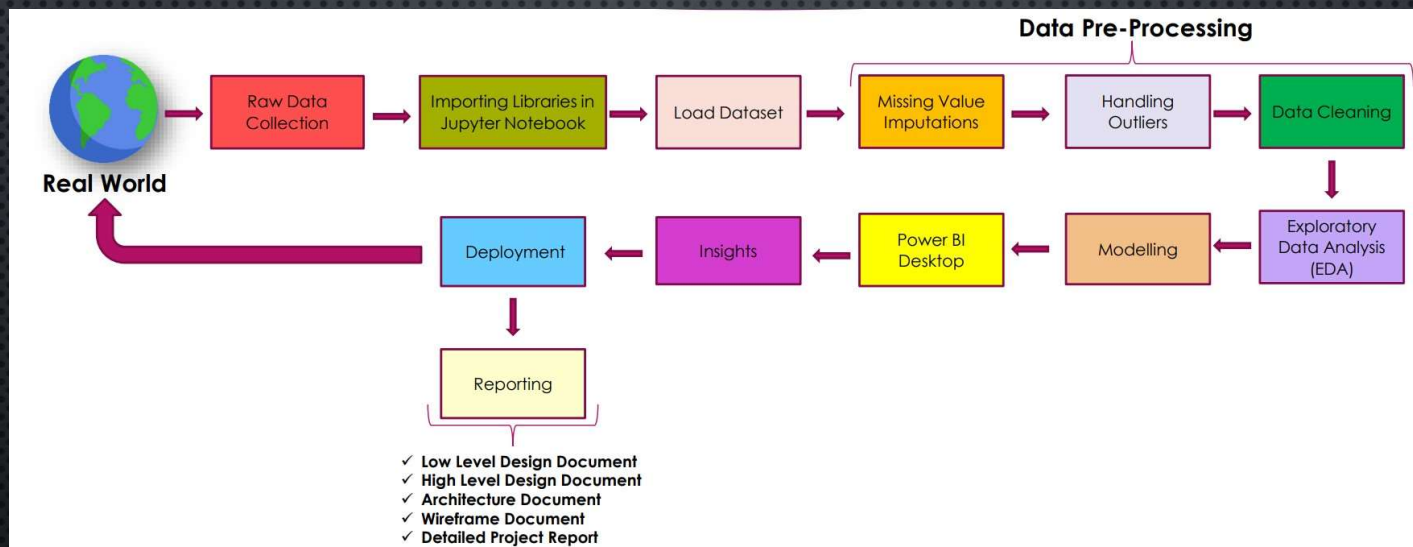 Data Pre-Processing
Raw Data
Collection
Importing Libraries in
Jupyter Notebook
Load Dataset
Missing Value
Imputations
Handling
Outliers
Data Cleaning
Real World
Deployment
Insights
Power BI
Desktop
Modelling
Exploratory
Data Analysis
(EDA)
Reporting
✓ Low Level Design Document
✓ High Level Design Document
✓ Architecture Document
✓ Wireframe Document
✓ Detailed Project Report